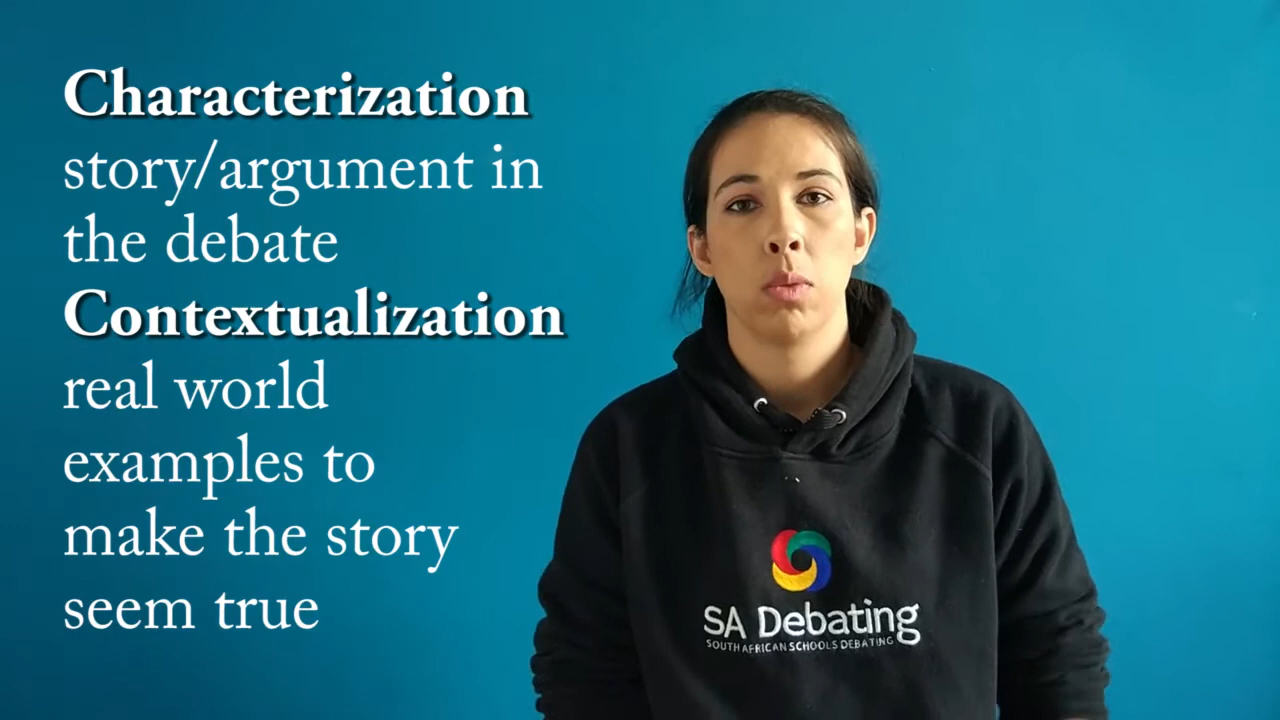 Characterization
story/argument in
the debate
Contextualization
real world
examples to
make the story
seem true
SA Debating
SOUTH AFRICAN SCHOOLS DEBATING